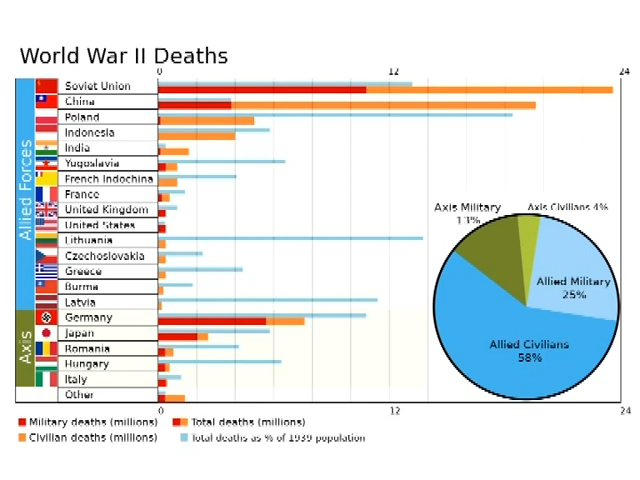 World War II Deaths
0 12 24
Allied Forces
Soviet Union
China
Poland
Indonesia
India
Yugoslavia
French Indochina
France
United Kingdom
United States
Lithuania
Czechoslovakia
Greece
Burma
Latvia
Axis
Germany
Japan
Romania
Hungary
Italy
Other
Axis Military
13%
Axis Civilians 4%
Allied Military
25%
Allied Civilians
58%
0 12 24
Military deaths (millions) Total deaths (millions)
Civilian deaths (millions) Total deaths as % of 1939 population